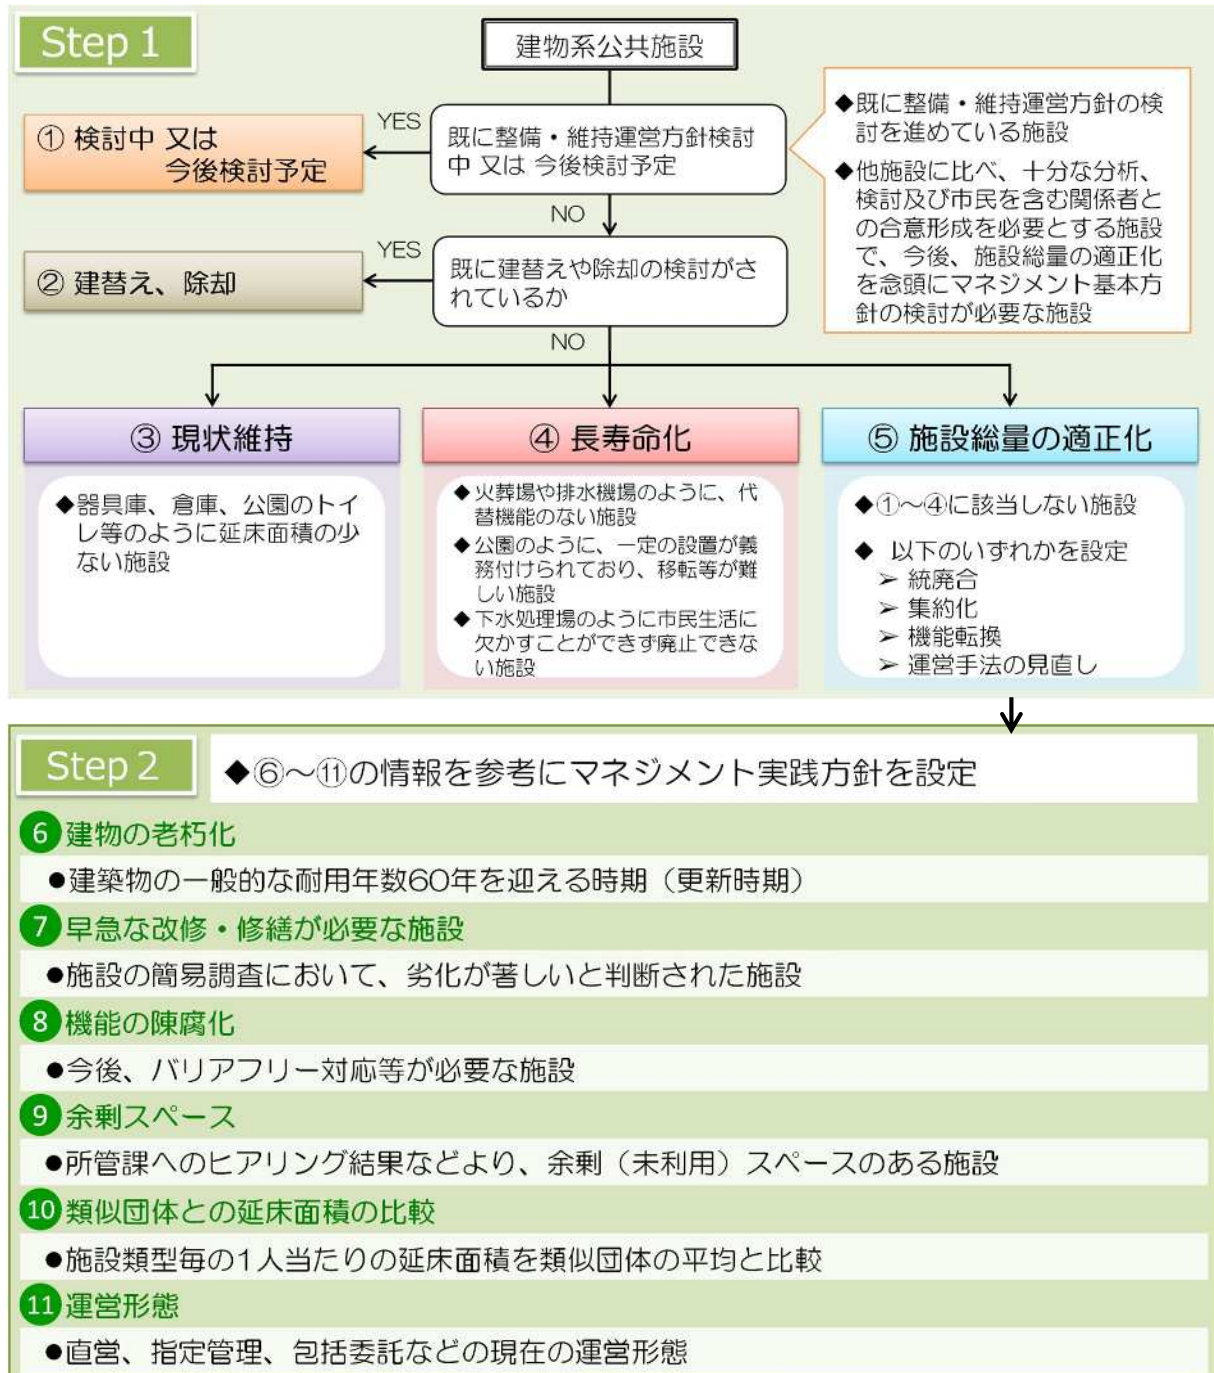 Step 1
建物系公共施設
① 検討中 又は
今後検討予定
YES
既に整備・維持運営方針検討
中 又は 今後検討予定
◆既に整備・維持運営方針の検
討を進めている施設
◆他施設に比べ、十分な分析、
検討及び市民を含む関係者と
の合意形成を必要とする施設
で、今後、施設総量の適正化
を念頭にマネジメント基本方
針の検討が必要な施設
NO
② 建替え、除却
YES
既に建替えや除却の検討がさ
れているか
NO
③ 現状維持
◆器具庫、倉庫、公園のトイ
レ等のように延床面積の少
ない施設
④ 長寿命化
◆火葬場や排水機場のように、代
替機能のない施設
◆公園のように、一定の設置が義
務付けられており、移転等が難
しい施設
◆下水処理場のように市民生活に
欠かすことができず廃止できな
い施設
⑤ 施設総量の適正化
◆①～④に該当しない施設
◆ 以下のいずれかを設定
➢ 統廃合
➢ 集約化
➢ 機能転換
➢ 運営手法の見直し
Step 2
◆⑥～⑪の情報を参考にマネジメント実践方針を設定
6 建物の老朽化
●建築物の一般的な耐用年数60年を迎える時期（更新時期）
7 早急な改修・修繕が必要な施設
●施設の簡易調査において、劣化が著しいと判断された施設
8 機能の陳腐化
●今後、バリアフリー対応等が必要な施設
9 余剰スペース
●所管課へのヒアリング結果などより、余剰（未利用）スペースのある施設
10 類似団体との延床面積の比較
●施設類型毎の1人当たりの延床面積を類似団体の平均と比較
11 運営形態
●直営、指定管理、包括委託などの現在の運営形態